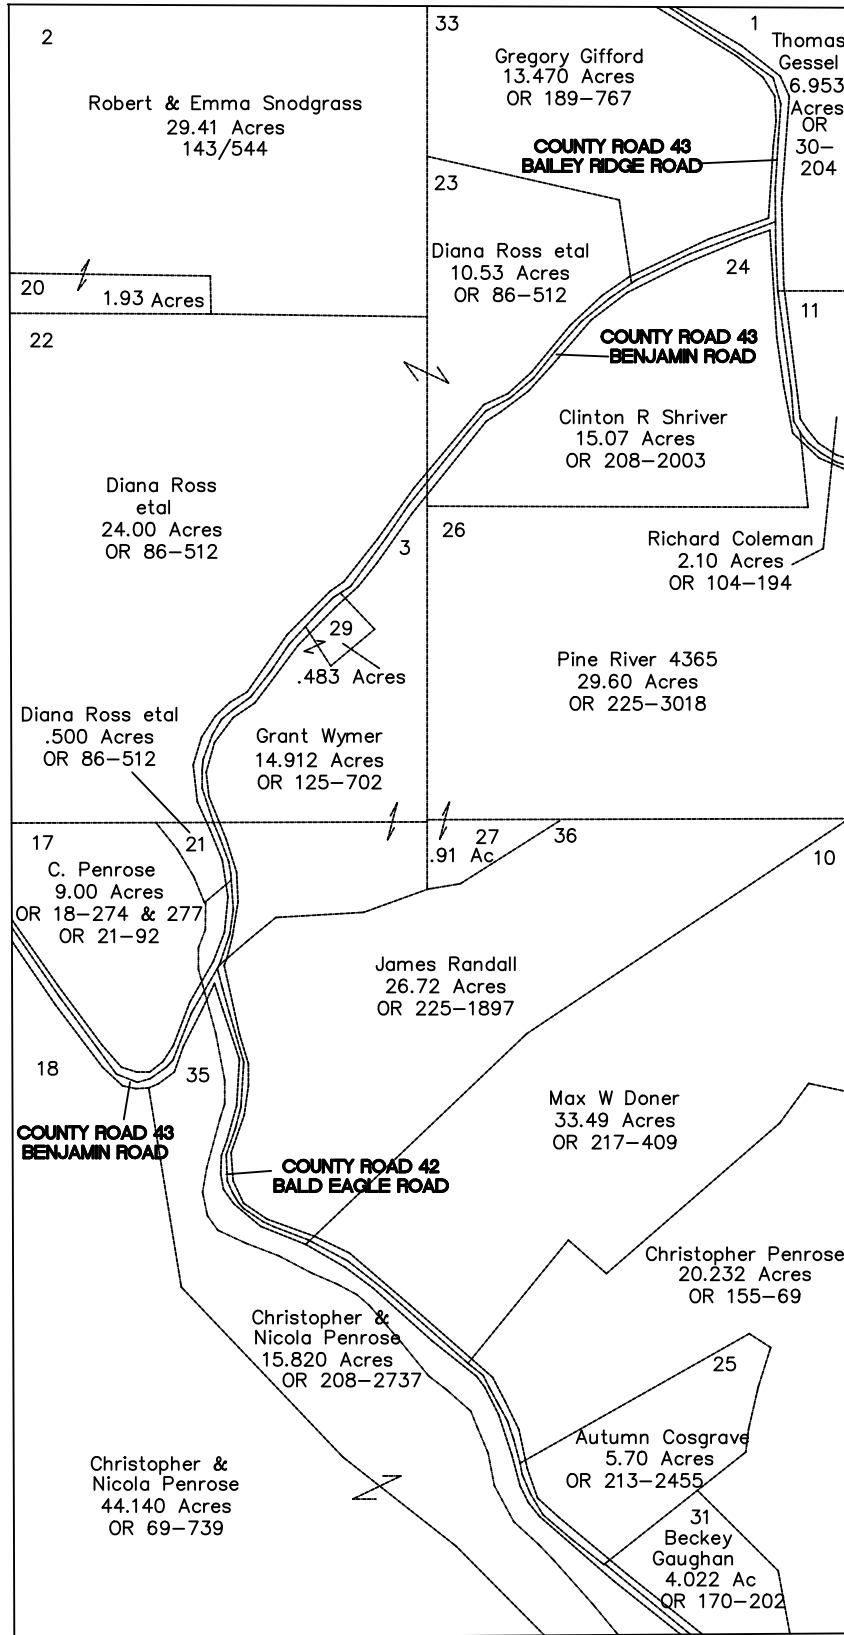 2
33
1
Thomas
Gessel
6.953
Acres
OR
30-
204
Gregory Gifford
13.470 Acres
OR 189-767
Robert & Emma Snodgrass
29.41 Acres
143/544
COUNTY ROAD 43
BAILEY RIDGE ROAD
23
Diana Ross etal
10.53 Acres
OR 86-512
24
20
1.93 Acres
11
22
COUNTY ROAD 43
BENJAMIN ROAD
Clinton R Shriver
15.07 Acres
OR 208-2003
Diana Ross
etal
24.00 Acres
OR 86-512
3
26
Richard Coleman
2.10 Acres
OR 104-194
29
.483 Acres
Pine River 4365
29.60 Acres
OR 225-3018
Diana Ross etal
.500 Acres
OR 86-512
Grant Wymer
14.912 Acres
OR 125-702
17
21
27
.91 Ac
36
10
C. Penrose
9.00 Acres
OR 18-274 & 277
OR 21-92
James Randall
26.72 Acres
OR 225-1897
18
35
Max W Doner
33.49 Acres
OR 217-409
COUNTY ROAD 43
BENJAMIN ROAD
COUNTY ROAD 42
BALD EAGLE ROAD
Christopher Penrose
20.232 Acres
OR 155-69
Christopher &
Nicola Penrose
15.820 Acres
OR 208-2737
25
Autumn Cosgrave
5.70 Acres
OR 213-2455
Christopher &
Nicola Penrose
44.140 Acres
OR 69-739
31
Beckey
Gaughan
4.022 Ac
OR 170-202